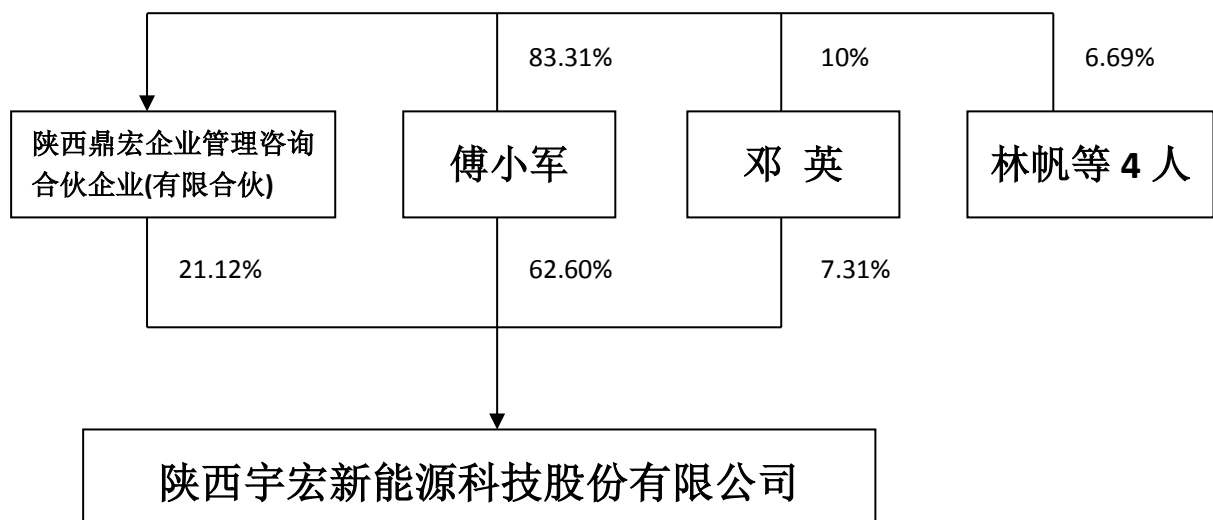 83.31%
10%
6.69%
陕西鼎宏企业管理咨询
合伙企业(有限合伙)
傅小军
邓 英
林帆等 4 人
21.12%
62.60%
7.31%
陕西宇宏新能源科技股份有限公司